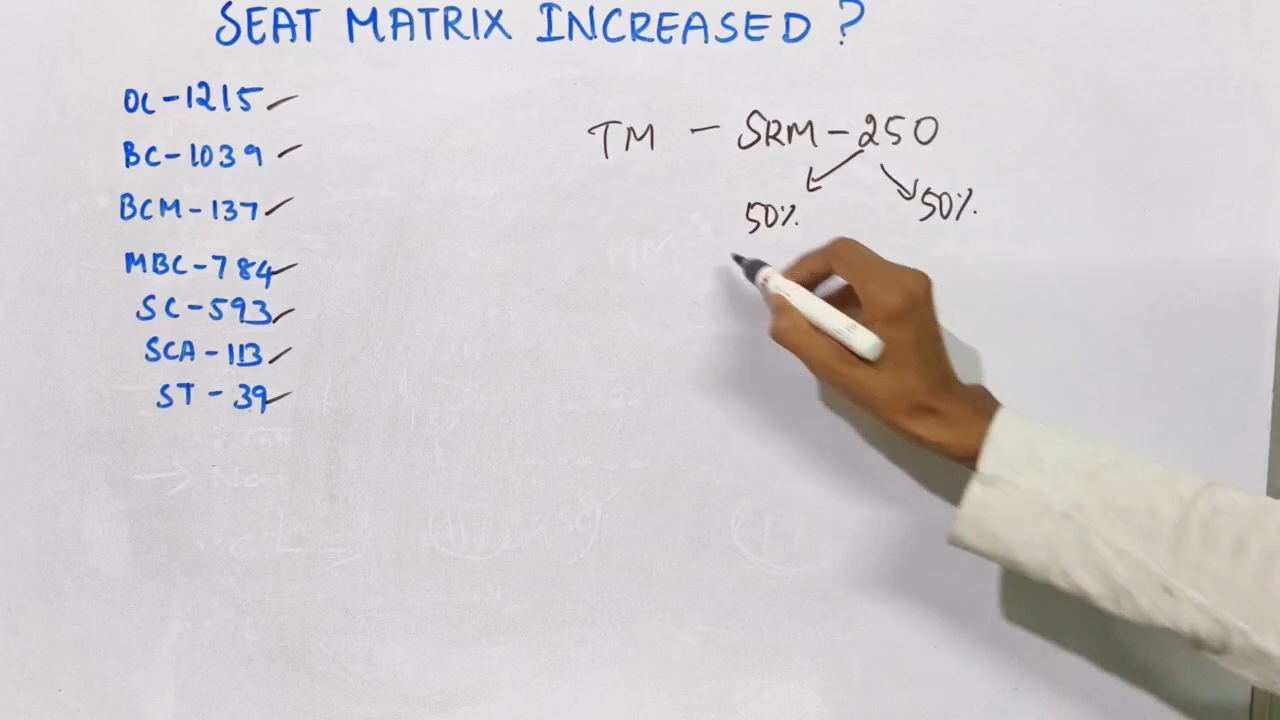 SEAT MATRIX INCREASED ?
OC-1215
BC-1039
BCM-137
MBC-784
SC-593
SCA-113
ST-39
TM - SRM-250
50% 50%